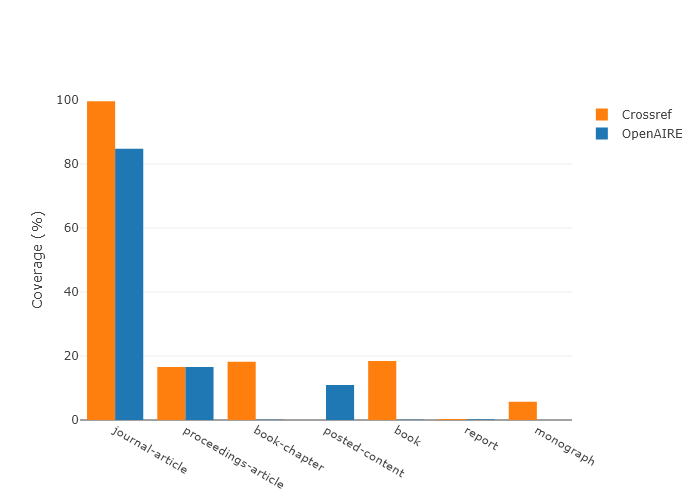 Crossref
OpenAIRE
Coverage (%)
100
80
60
40
20
0
journal-article
proceedings-article
book-chapter
posted-content
book
report
monograph